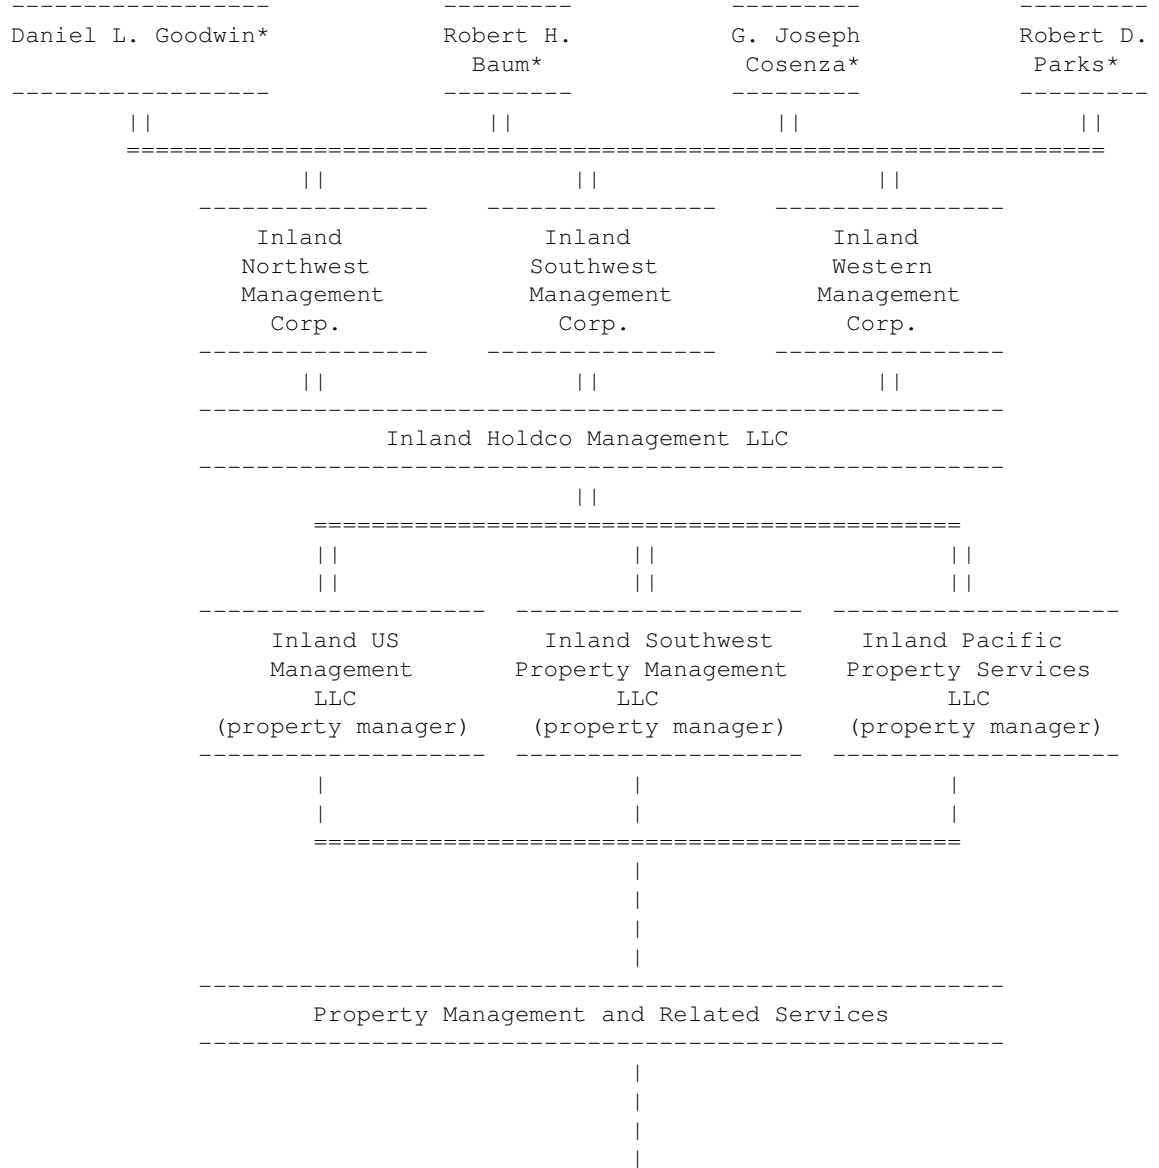 Daniel L. Goodwin* Robert H. G. Joseph Robert D.
Baum* Cosenza* Parks*
Inland Inland Inland
Northwest Southwest Western
Management Management Management
Corp. Corp. Corp.
Inland Holdco Management LLC
Inland US Inland Southwest Inland Pacific
Management Property Management Property Services
LLC LLC LLC
(property manager) (property manager) (property manager)
Property Management and Related Services